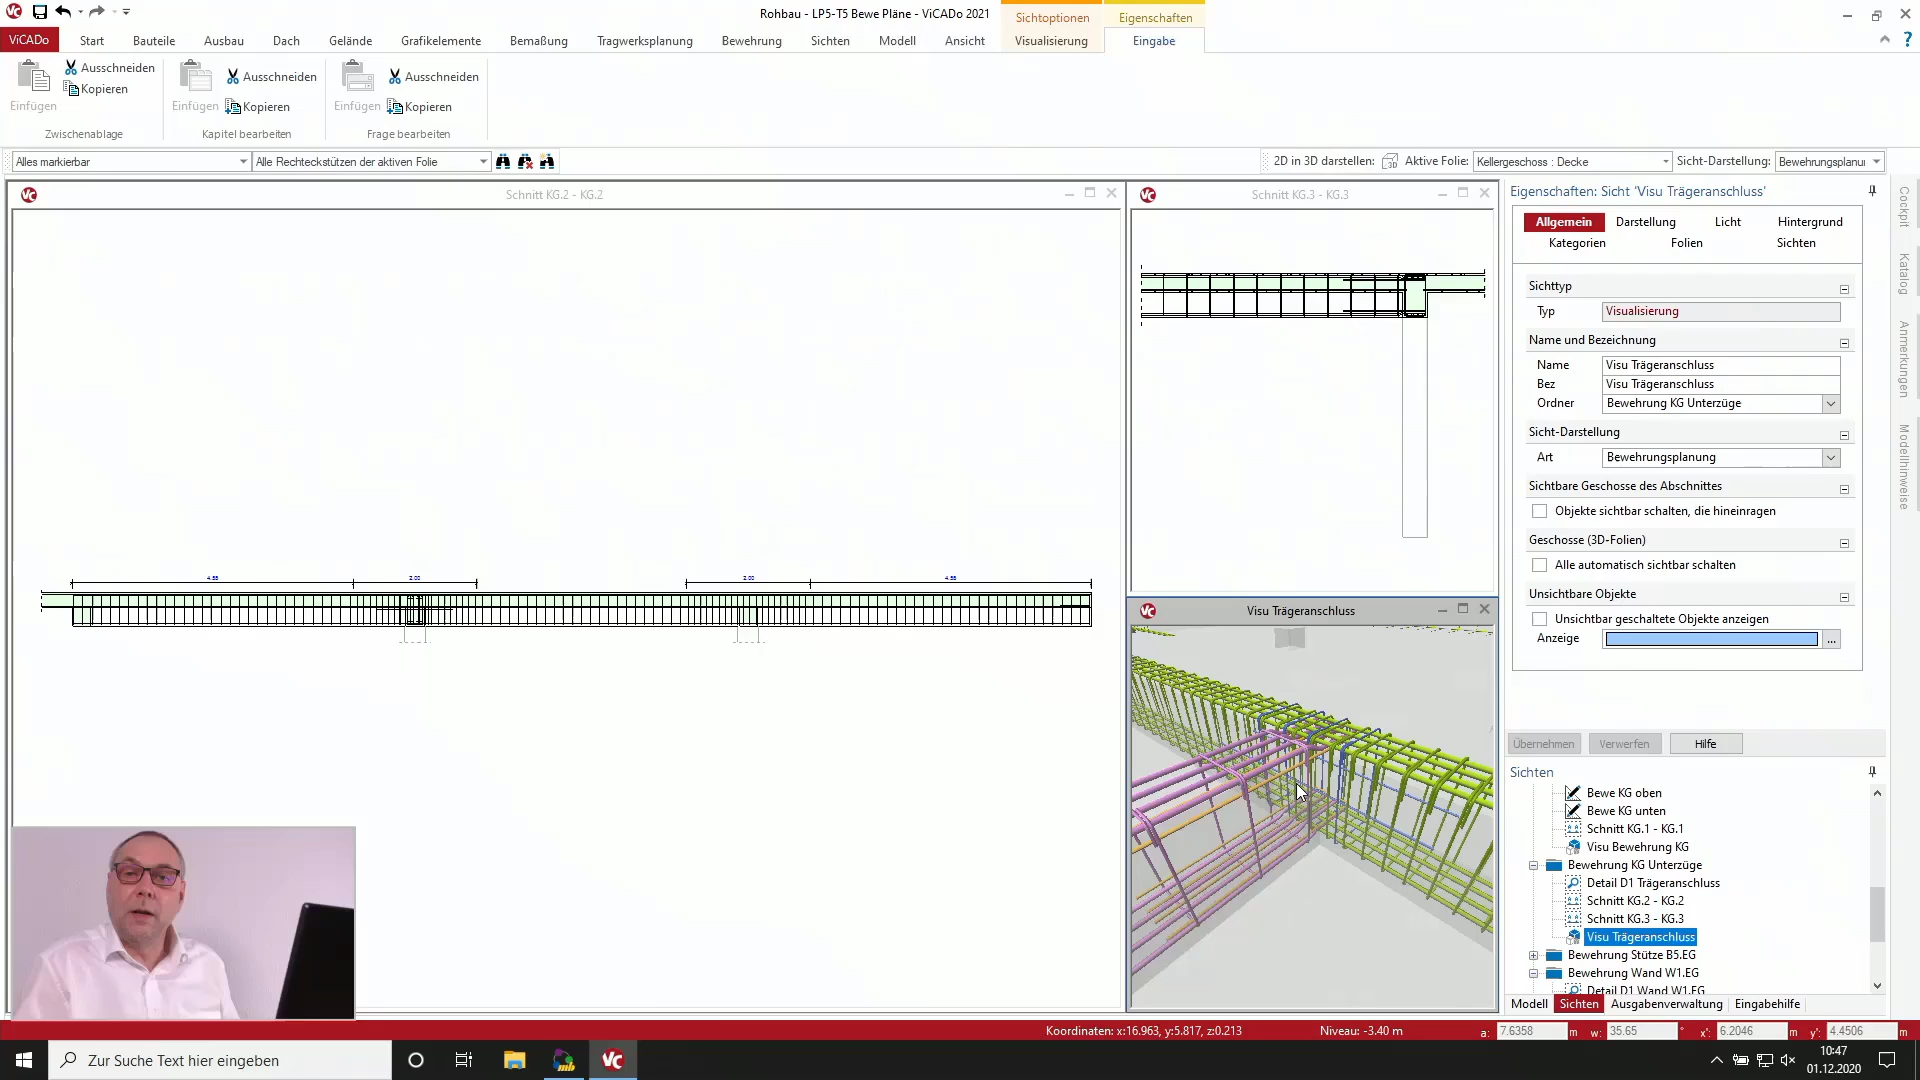 Rohbau - LP5-T5 Bewe Pläne - ViCADo 2021
Sichtoptionen
Eigenschaften
ViCADo
Start
Bauteile
Ausbau
Dach
Gelände
Grafikelemente
Bemaßung
Tragwerksplanung
Bewehrung
Sichten
Modell
Ansicht
Visualisierung
Eingabe
Einfügen
Ausschneiden
Kopieren
Zwischenablage
Einfügen
Ausschneiden
Kopieren
Kapitel bearbeiten
Einfügen
Ausschneiden
Kopieren
Frage bearbeiten
Alles markierbar
Alle Rechteckstützen der aktiven Folie
2D in 3D darstellen:
Aktive Folie:
Kellergeschoss : Decke
Sicht-Darstellung:
Bewehrungsplanu
Schnitt KG.2 - KG.2
4.55
2.00
2.00
4.55
Schnitt KG.3 - KG.3
Visu Trägeranschluss
Eigenschaften: Sicht 'Visu Trägeranschluss'
Allgemein
Darstellung
Licht
Hintergrund
Kategorien
Folien
Sichten
Sichttyp
Typ
Visualisierung
Name und Bezeichnung
Name
Visu Trägeranschluss
Bez
Visu Trägeranschluss
Ordner
Bewehrung KG Unterzüge
Sicht-Darstellung
Art
Bewehrungsplanung
Sichtbare Geschosse des Abschnittes
Objekte sichtbar schalten, die hineinragen
Geschosse (3D-Folien)
Alle automatisch sichtbar schalten
Unsichtbare Objekte
Unsichtbar geschaltete Objekte anzeigen
Anzeige
...
Übernehmen
Verwerfen
Hilfe
Sichten
Bewe KG oben
Bewe KG unten
Schnitt KG.1 - KG.1
Visu Bewehrung KG
Bewehrung KG Unterzüge
Detail D1 Trägeranschluss
Schnitt KG.2 - KG.2
Schnitt KG.3 - KG.3
Visu Trägeranschluss
Bewehrung Stütze B5.EG
Bewehrung Wand W1.EG
Detail D1 Wand W1.EG
Modell
Sichten
Ausgabenverwaltung
Eingabehilfe
Cockpit
Katalog
Anmerkungen
Modellhinweise
Koordinaten: x:16.963, y:5.817, z:0.213
Niveau: -3.40 m
a: 7.6358 m
w: 35.65 °
x': 6.2046 m
y': 4.4506 m
Zur Suche Text hier eingeben
10:47
01.12.2020